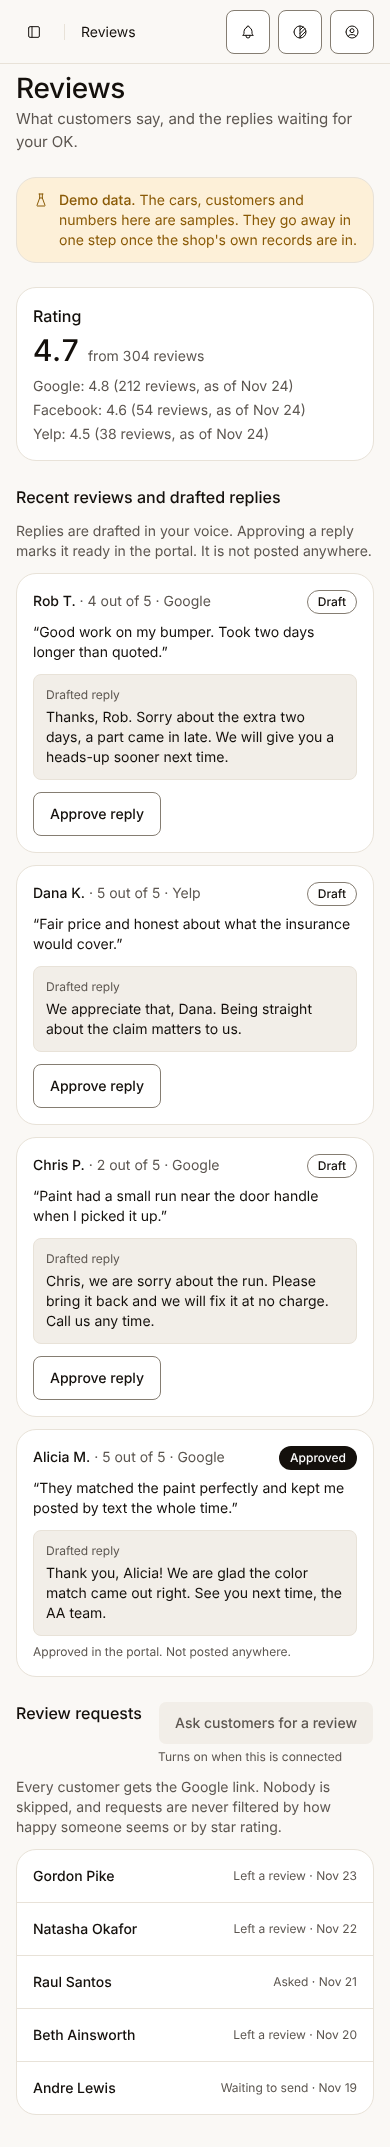 Reviews
Reviews
What customers say, and the replies waiting for
your OK.
Demo data. The cars, customers and
numbers here are samples. They go away in
one step once the shop's own records are in.
Rating
4.7 from 304 reviews
Google: 4.8 (212 reviews, as of Nov 24)
Facebook: 4.6 (54 reviews, as of Nov 24)
Yelp: 4.5 (38 reviews, as of Nov 24)
Recent reviews and drafted replies
Replies are drafted in your voice. Approving a reply
marks it ready in the portal. It is not posted anywhere.
Rob T. · 4 out of 5 · Google Draft
“Good work on my bumper. Took two days
longer than quoted.”
Drafted reply
Thanks, Rob. Sorry about the extra two
days, a part came in late. We will give you a
heads-up sooner next time.
Approve reply
Dana K. · 5 out of 5 · Yelp Draft
“Fair price and honest about what the insurance
would cover.”
Drafted reply
We appreciate that, Dana. Being straight
about the claim matters to us.
Approve reply
Chris P. · 2 out of 5 · Google Draft
“Paint had a small run near the door handle
when I picked it up.”
Drafted reply
Chris, we are sorry about the run. Please
bring it back and we will fix it at no charge.
Call us any time.
Approve reply
Alicia M. · 5 out of 5 · Google Approved
“They matched the paint perfectly and kept me
posted by text the whole time.”
Drafted reply
Thank you, Alicia! We are glad the color
match came out right. See you next time, the
AA team.
Approved in the portal. Not posted anywhere.
Review requests Ask customers for a review
Turns on when this is connected
Every customer gets the Google link. Nobody is
skipped, and requests are never filtered by how
happy someone seems or by star rating.
Gordon Pike Left a review · Nov 23
Natasha Okafor Left a review · Nov 22
Raul Santos Asked · Nov 21
Beth Ainsworth Left a review · Nov 20
Andre Lewis Waiting to send · Nov 19